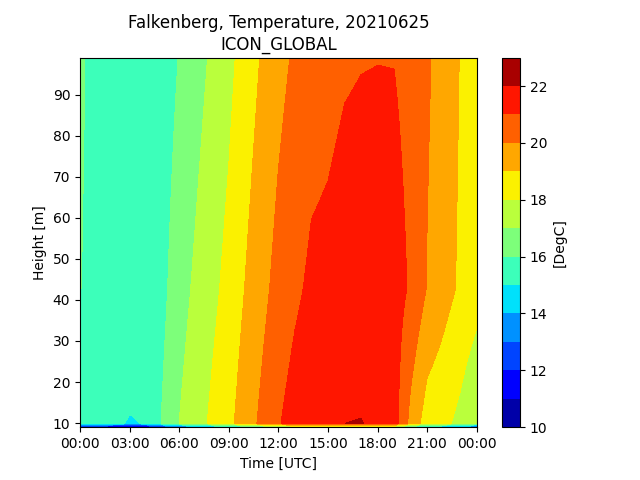 Falkenberg, Temperature, 20210625
ICON_GLOBAL
90
80
70
60
50
40
30
20
10
Height [m]
00:00 03:00 06:00 09:00 12:00 15:00 18:00 21:00 00:00
Time [UTC]
22
20
18
16
14
12
10
[DegC]